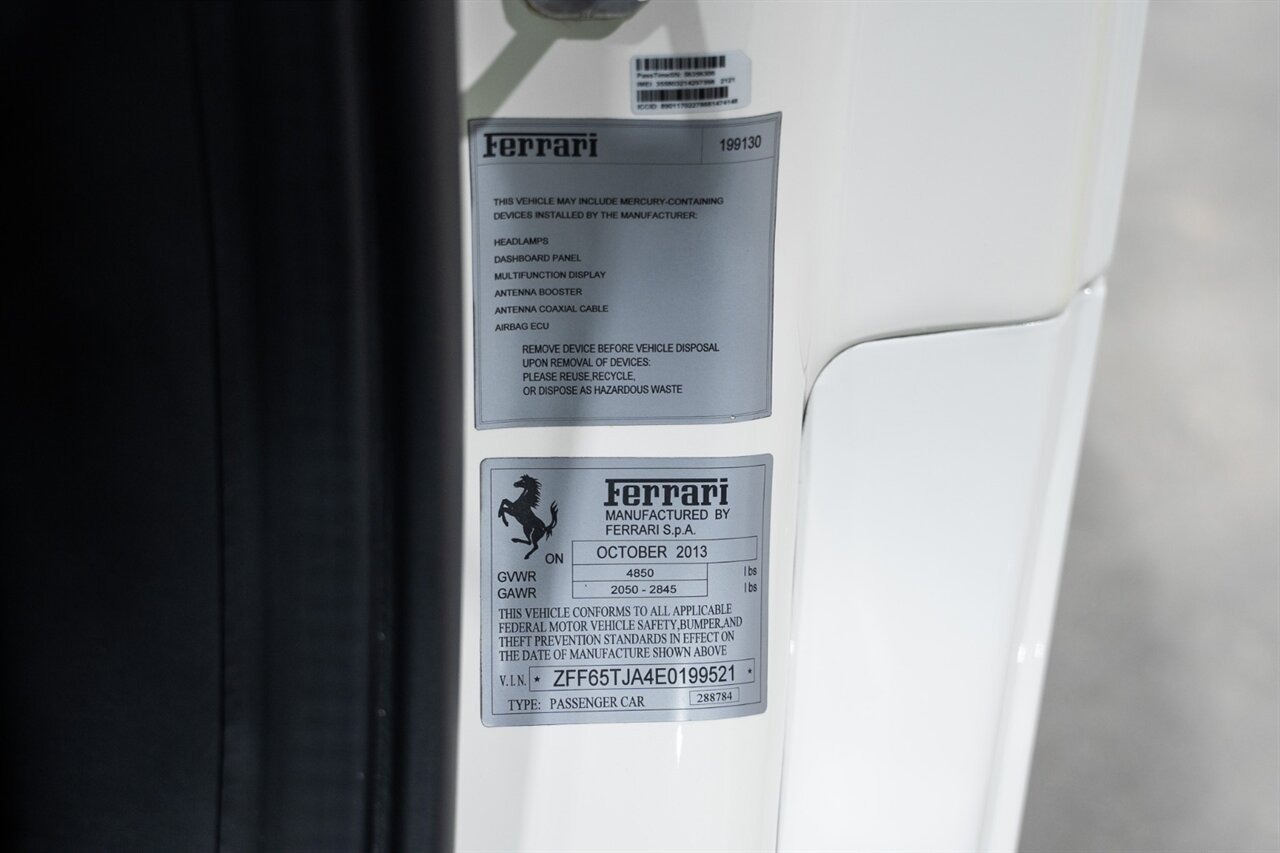 Ferrari 199130
THIS VEHICLE MAY INCLUDE MERCURY-CONTAINING
DEVICES INSTALLED BY THE MANUFACTURER:
HEADLAMPS
DASHBOARD PANEL
MULTIFUNCTION DISPLAY
ANTENNA BOOSTER
ANTENNA COAXIAL CABLE
AIRBAG ECU
REMOVE DEVICE BEFORE VEHICLE DISPOSAL
UPON REMOVAL OF DEVICES:
PLEASE REUSE,RECYCLE,
OR DISPOSE AS HAZARDOUS WASTE
Ferrari
MANUFACTURED BY
FERRARI S.p.A.
ON OCTOBER 2013
GVWR 4850 lbs
GAWR 2050 - 2845 lbs
THIS VEHICLE CONFORMS TO ALL APPLICABLE
FEDERAL MOTOR VEHICLE SAFETY,BUMPER,AND
THEFT PREVENTION STANDARDS IN EFFECT ON
THE DATE OF MANUFACTURE SHOWN ABOVE
V.I.N. * ZFF65TJA4E0199521 *
TYPE: PASSENGER CAR 288784